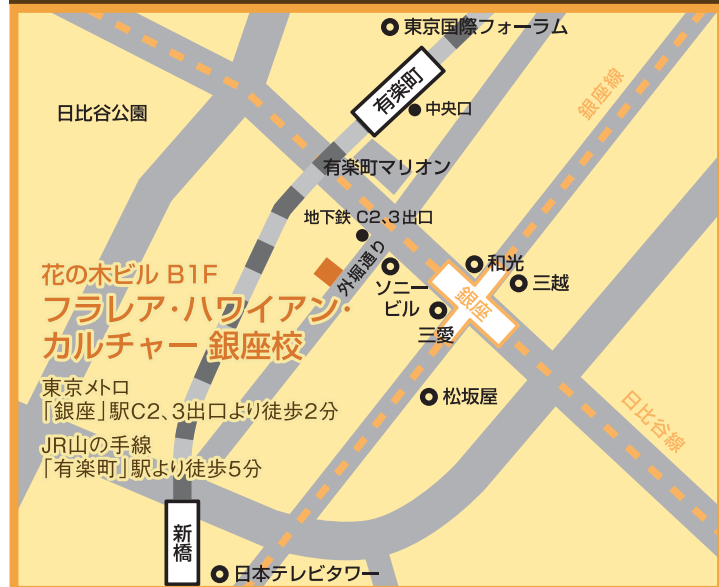 東京国際フォーラム
有楽町
中央口
日比谷公園
銀座線
有楽町マリオン
地下鉄 C2、3出口
外堀通り
和光
三越
ソニー
ビル
銀座
三愛
花の木ビル B1F
フラレア・ハワイアン・
カルチャー 銀座校
東京メトロ
「銀座」駅C2、3出口より徒歩2分
JR山の手線
「有楽町」駅より徒歩5分
松坂屋
日比谷線
新橋
日本テレビタワー